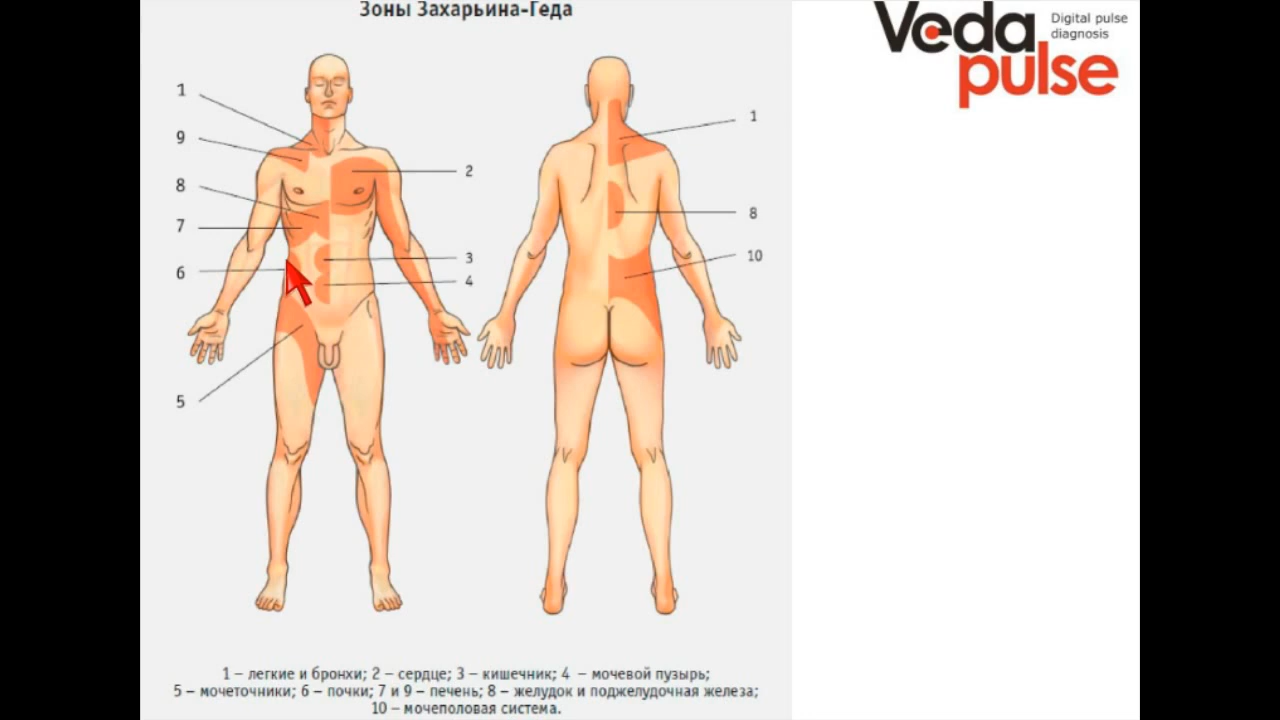 Зоны Захарьина-Геда
Veda
pulse
Digital pulse
diagnosis
1
9
8
7
6
5
2
3
4
1
8
10
1 – легкие и бронхи; 2 – сердце; 3 – кишечник; 4 – мочевой пузырь;
5 – мочеточники; 6 – почки; 7 и 9 – печень; 8 – желудок и поджелудочная железа;
10 – мочеполовая система.